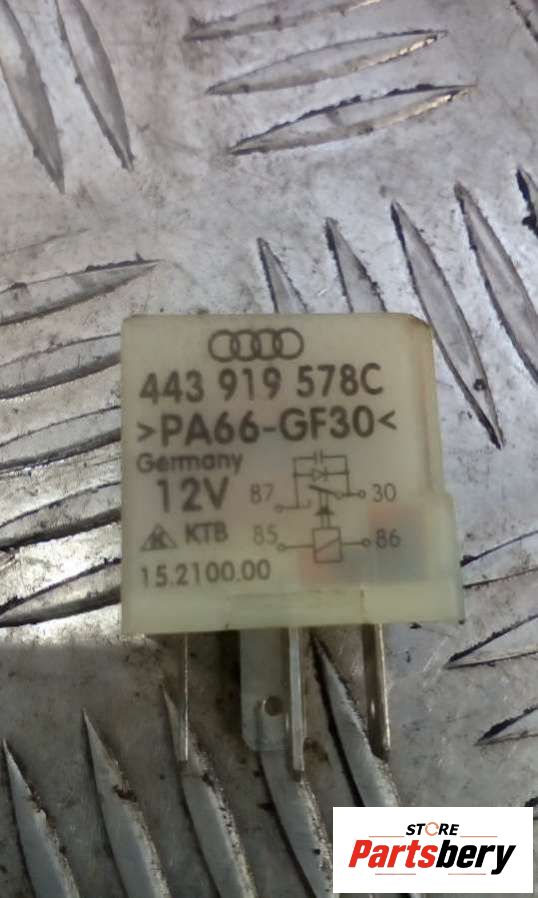 443 919 578C
>PA66-GF30<
Germany
12V 87 30
KTB 85 86
15.2100.00
STORE
Partsbery